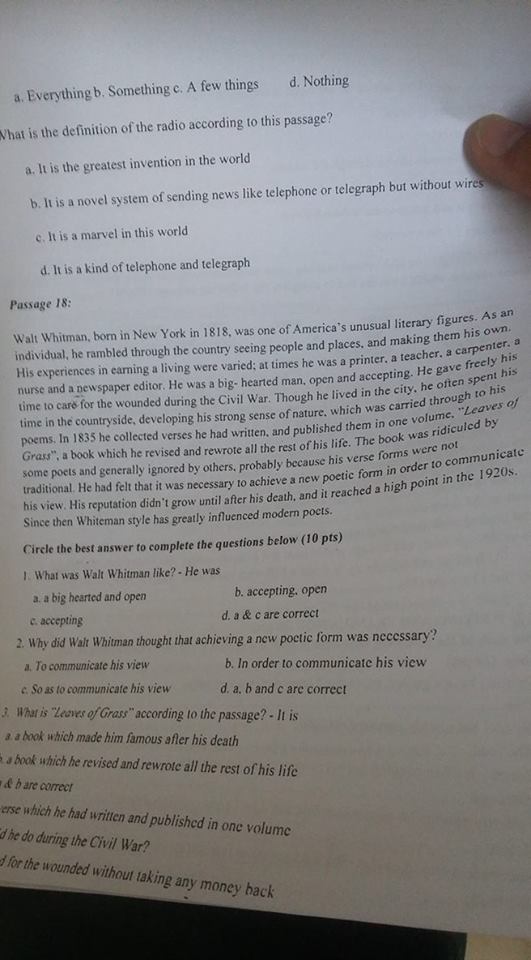 a. Everything b. Something c. A few things d. Nothing
What is the definition of the radio according to this passage?
a. It is the greatest invention in the world
b. It is a novel system of sending news like telephone or telegraph but without wires
c. It is a marvel in this world
d. It is a kind of telephone and telegraph
Passage 18:
Walt Whitman, born in New York in 1818, was one of America's unusual literary figures. As an
individual, he rambled through the country seeing people and places, and making them his own.
His experiences in earning a living were varied; at times he was a printer, a teacher, a carpenter, a
nurse and a newspaper editor. He was a big- hearted man, open and accepting. He gave freely his
time to care for the wounded during the Civil War. Though he lived in the city, he often spent his
time in the countryside, developing his strong sense of nature, which was carried through to his
poems. In 1835 he collected verses he had written, and published them in one volume, "Leaves of
Grass", a book which he revised and rewrote all the rest of his life. The book was ridiculed by
some poets and generally ignored by others, probably because his verse forms were not
traditional. He had felt that it was necessary to achieve a new poetic form in order to communicate
his view. His reputation didn't grow until after his death, and it reached a high point in the 1920s.
Since then Whiteman style has greatly influenced modern poets.
Circle the best answer to complete the questions below (10 pts)
1. What was Walt Whitman like? - He was
a. a big hearted and open b. accepting, open
c. accepting d. a & c are correct
2. Why did Walt Whitman thought that achieving a new poetic form was necessary?
a. To communicate his view b. In order to communicate his view
c. So as to communicate his view d. a, b and c are correct
3. What is "Leaves of Grass" according to the passage? - It is
a. a book which made him famous after his death
b. a book which he revised and rewrote all the rest of his life
a & b are correct
verse which he had written and published in one volume
d he do during the Civil War?
d for the wounded without taking any money back